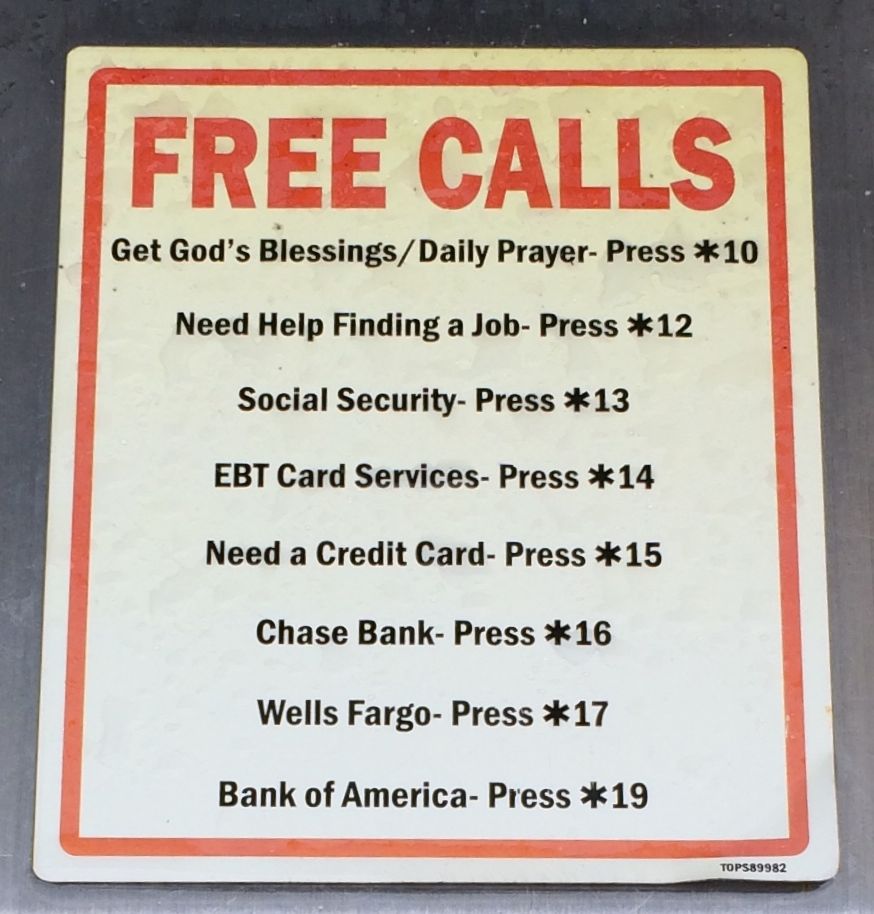 FREE CALLS
Get God's Blessings/Daily Prayer- Press *10
Need Help Finding a Job- Press *12
Social Security- Press *13
EBT Card Services- Press *14
Need a Credit Card- Press *15
Chase Bank- Press *16
Wells Fargo- Press *17
Bank of America- Press *19
TOPS89982